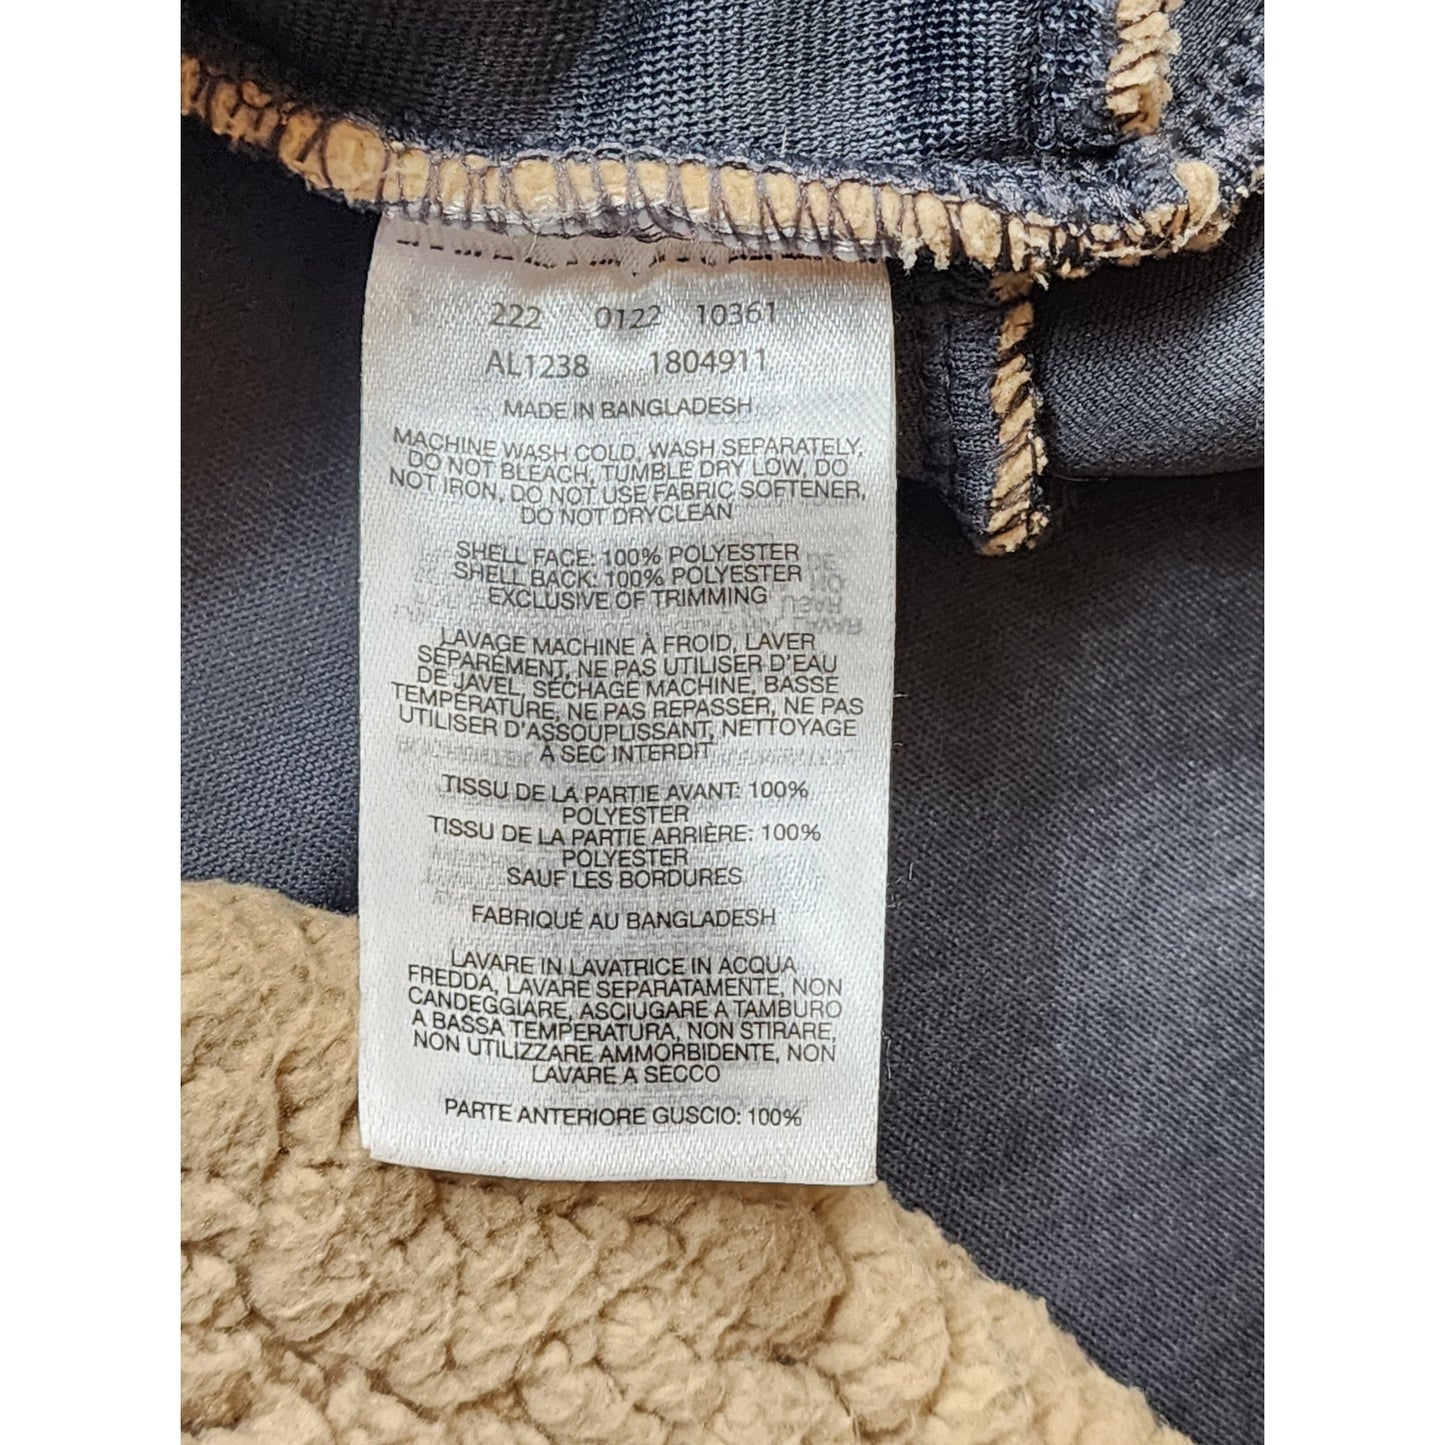 222 0122 10361
AL1238 1804911
MADE IN BANGLADESH
MACHINE WASH COLD, WASH SEPARATELY,
DO NOT BLEACH, TUMBLE DRY LOW, DO
NOT IRON, DO NOT USE FABRIC SOFTENER,
DO NOT DRYCLEAN
SHELL FACE: 100% POLYESTER
SHELL BACK: 100% POLYESTER
EXCLUSIVE OF TRIMMING
LAVAGE MACHINE À FROID, LAVER
SÉPARÉMENT, NE PAS UTILISER D'EAU
DE JAVEL, SÉCHAGE MACHINE, BASSE
TEMPÉRATURE, NE PAS REPASSER, NE PAS
UTILISER D'ASSOUPLISSANT, NETTOYAGE
À SEC INTERDIT
TISSU DE LA PARTIE AVANT: 100%
POLYESTER
TISSU DE LA PARTIE ARRIÈRE: 100%
POLYESTER
SAUF LES BORDURES
FABRIQUÉ AU BANGLADESH
LAVARE IN LAVATRICE IN ACQUA
FREDDA, LAVARE SEPARATAMENTE, NON
CANDEGGIARE, ASCIUGARE A TAMBURO
A BASSA TEMPERATURA, NON STIRARE,
NON UTILIZZARE AMMORBIDENTE, NON
LAVARE A SECCO
PARTE ANTERIORE GUSCIO: 100%